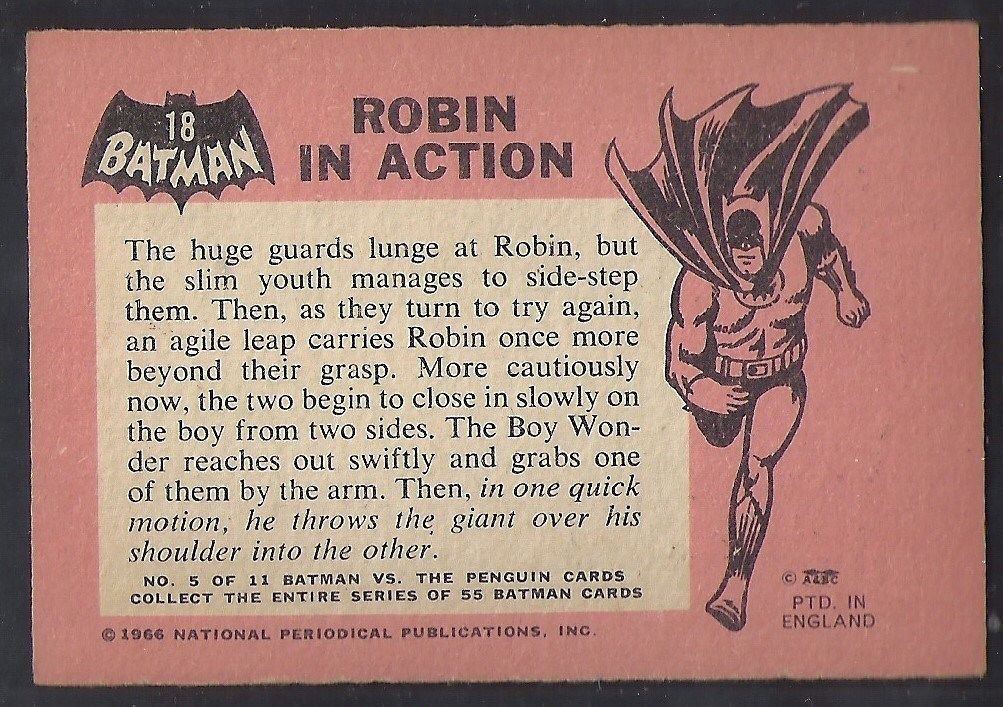 18
BATMAN
ROBIN
IN ACTION
The huge guards lunge at Robin, but
the slim youth manages to side-step
them. Then, as they turn to try again,
an agile leap carries Robin once more
beyond their grasp. More cautiously
now, the two begin to close in slowly on
the boy from two sides. The Boy Won-
der reaches out swiftly and grabs one
of them by the arm. Then, in one quick
motion, he throws the giant over his
shoulder into the other.
NO. 5 OF 11 BATMAN VS. THE PENGUIN CARDS
COLLECT THE ENTIRE SERIES OF 55 BATMAN CARDS
© 1966 NATIONAL PERIODICAL PUBLICATIONS, INC.
© A&BC
PTD. IN
ENGLAND